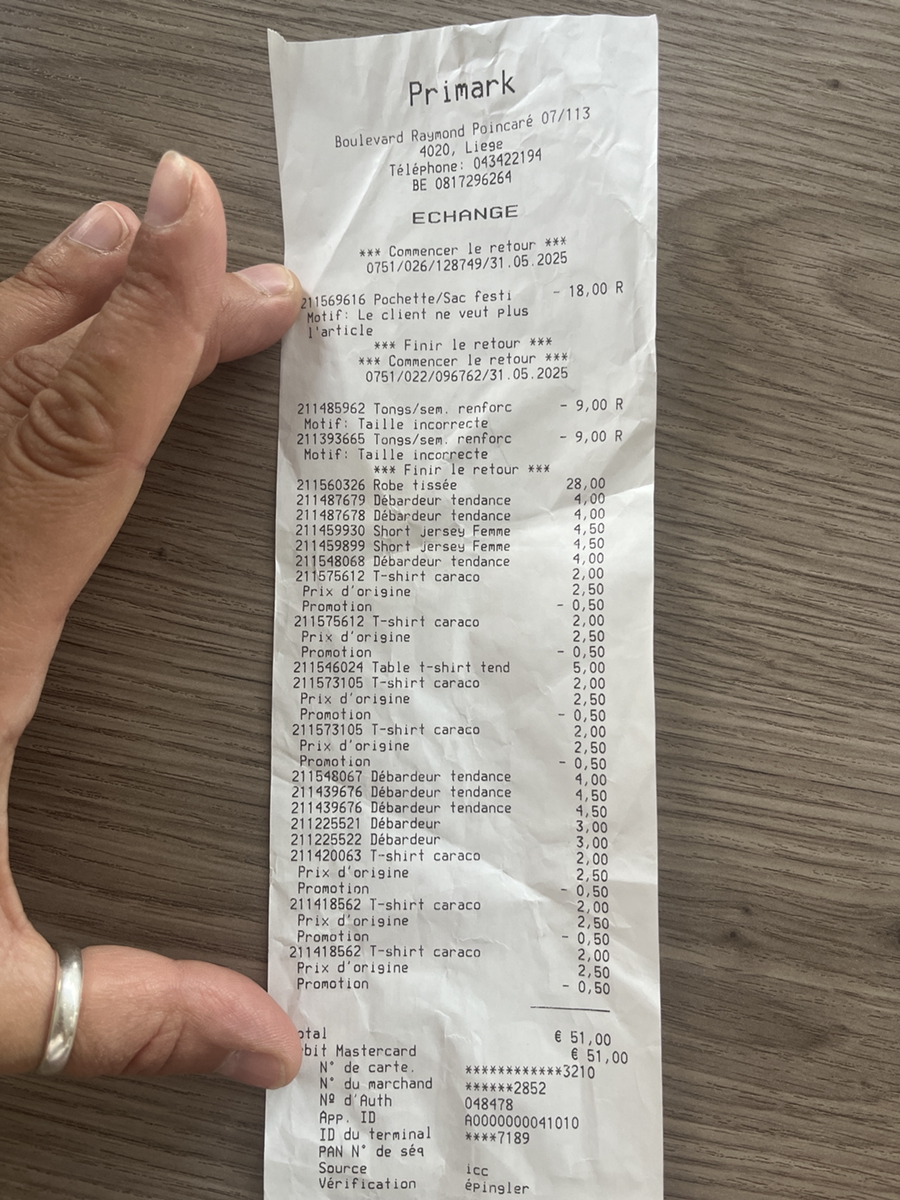 Primark
Boulevard Raymond Poincaré 07/113
4020, Liege
Téléphone: 043422194
BE 0817296264
ECHANGE
*** Commencer le retour ***
0751/026/128749/31.05.2025
211569616 Pochette/Sac festi - 18,00 R
Motif: Le client ne veut plus
l'article
*** Finir le retour ***
*** Commencer le retour ***
0751/022/096762/31.05.2025
211485962 Tongs/sem. renforc - 9,00 R
Motif: Taille incorrecte
211393665 Tongs/sem. renforc - 9,00 R
Motif: Taille incorrecte
*** Finir le retour ***
211560326 Robe tissée 28,00
211487679 Débardeur tendance 4,00
211487678 Débardeur tendance 4,00
211459930 Short jersey Femme 4,50
211459899 Short jersey Femme 4,50
211548068 Débardeur tendance 4,00
211575612 T-shirt caraco 2,00
Prix d'origine 2,50
Promotion - 0,50
211575612 T-shirt caraco 2,00
Prix d'origine 2,50
Promotion - 0,50
211546024 Table t-shirt tend 5,00
211573105 T-shirt caraco 2,00
Prix d'origine 2,50
Promotion - 0,50
211573105 T-shirt caraco 2,00
Prix d'origine 2,50
Promotion - 0,50
211548067 Débardeur tendance 4,00
211439676 Débardeur tendance 4,50
211439676 Débardeur tendance 4,50
211225521 Débardeur 3,00
211225522 Débardeur 3,00
211420063 T-shirt caraco 2,00
Prix d'origine 2,50
Promotion - 0,50
211418562 T-shirt caraco 2,00
Prix d'origine 2,50
Promotion - 0,50
211418562 T-shirt caraco 2,00
Prix d'origine 2,50
Promotion - 0,50
otal € 51,00
bit Mastercard € 51,00
N° de carte. ************3210
N° du marchand ******2852
Nº d'Auth 048478
App. ID A0000000041010
ID du terminal ****7189
PAN N° de séq
Source icc
Vérification épingler